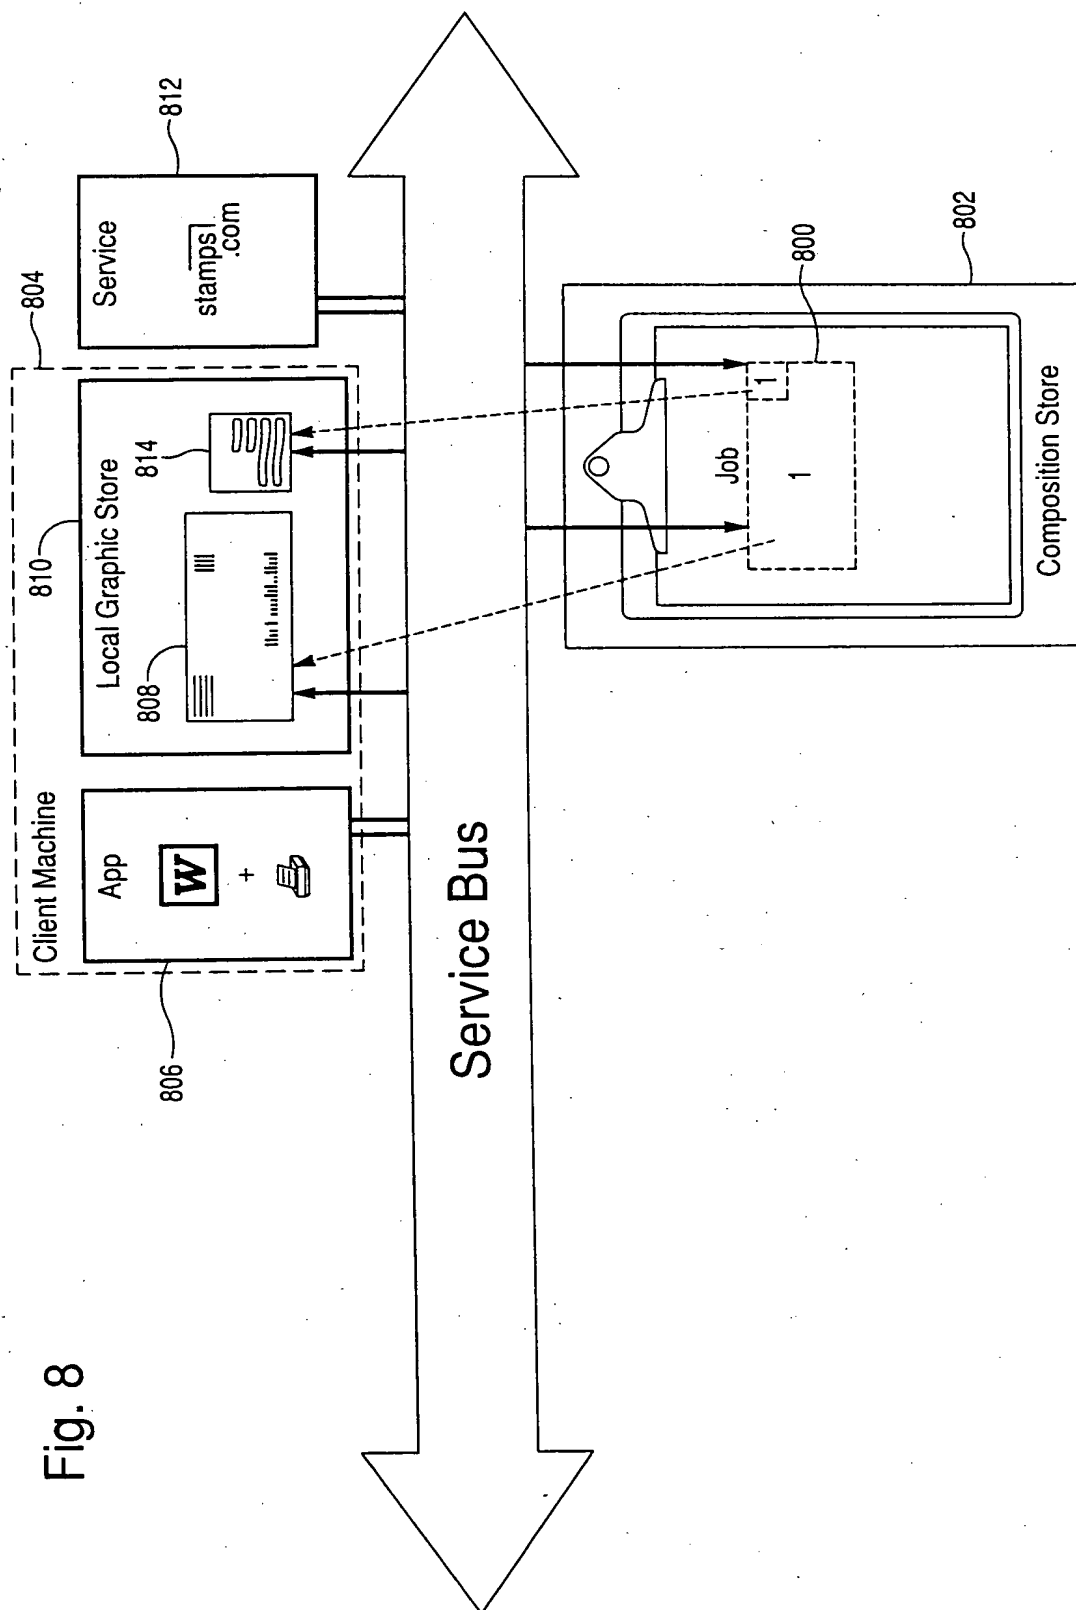 Fig. 8
Client Machine
804
806
App
W
+
810
Local Graphic Store
808
814
812
Service
stamps
.com
Service Bus
Job
1
1
800
802
Composition Store